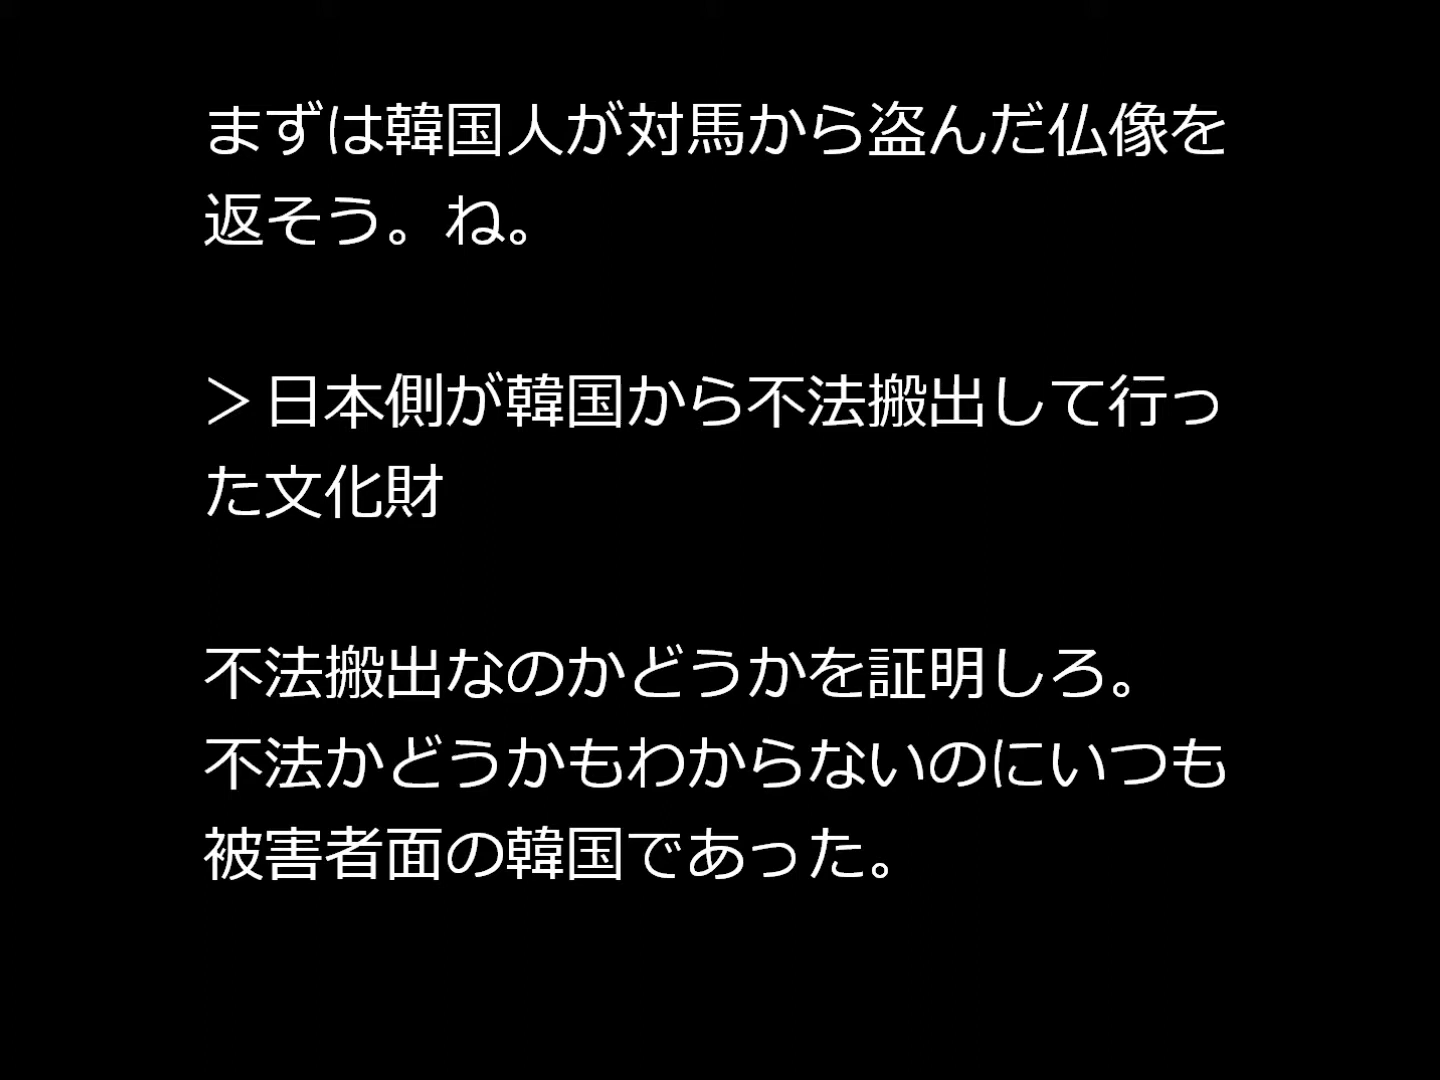 まずは韓国人が対馬から盗んだ仏像を
返そう。ね。
＞日本側が韓国から不法搬出して行っ
た文化財
不法搬出なのかどうかを証明しろ。
不法かどうかもわからないのにいつも
被害者面の韓国であった。